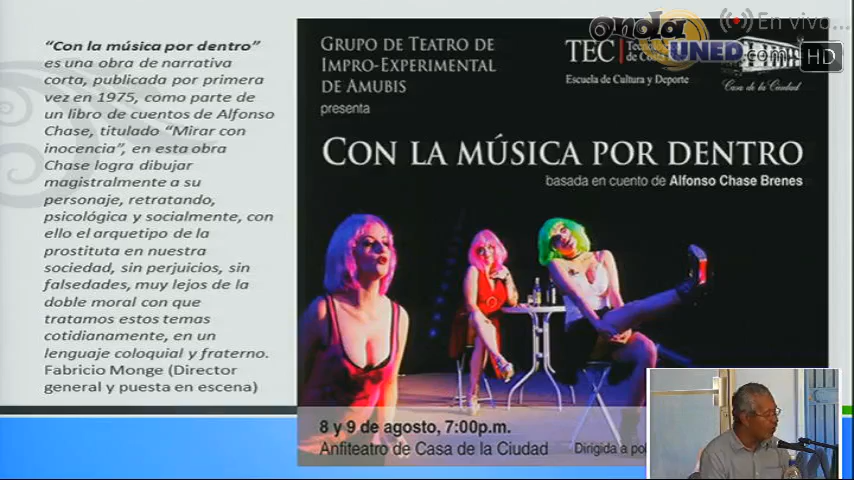 “Con la música por dentro”
es una obra de narrativa
corta, publicada por primera
vez en 1975, como parte de
un libro de cuentos de Alfonso
Chase, titulado “Mirar con
inocencia”, en esta obra
Chase logra dibujar
magistralmente a su
personaje, retratando,
psicológica y socialmente, con
ello el arquetipo de la
prostituta en nuestra
sociedad, sin perjuicios, sin
falsedades, muy lejos de la
doble moral con que
tratamos estos temas
cotidianamente, en un
lenguaje coloquial y fraterno.
Fabricio Monge (Director
general y puesta en escena)
GRUPO DE TEATRO DE
IMPRO-EXPERIMENTAL
DE AMUBIS
presenta
TEC
Escuela de Cultura y Deporte
Casa de la Ciudad
onda
UNED.com
En vivo...
HD
CON LA MÚSICA POR DENTRO
basada en cuento de Alfonso Chase Brenes
8 y 9 de agosto, 7:00p.m.
Anfiteatro de Casa de la Ciudad
Dirigida a